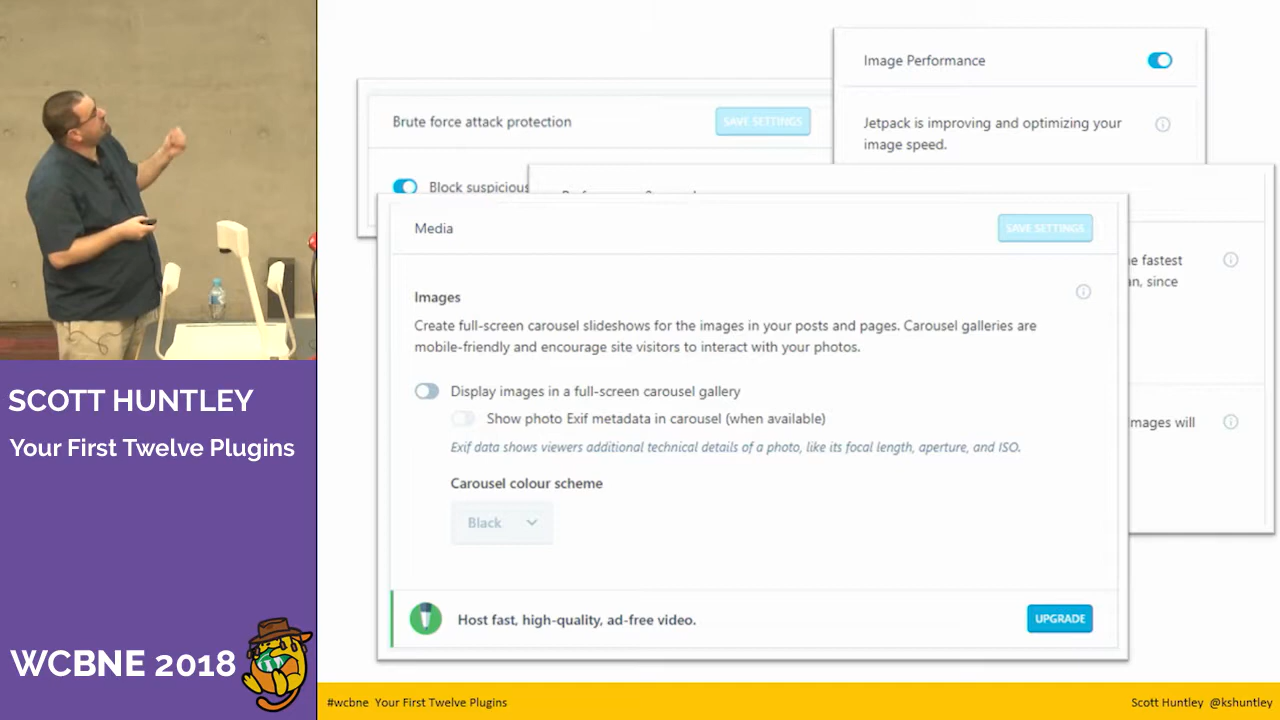 Image Performance
Jetpack is improving and optimizing your
image speed.
Brute force attack protection
SAVE SETTINGS
Block suspicious
Media
SAVE SETTINGS
e fastest
an, since
Images
Create full-screen carousel slideshows for the images in your posts and pages. Carousel galleries are
mobile-friendly and encourage site visitors to interact with your photos.
Display images in a full-screen carousel gallery
Show photo Exif metadata in carousel (when available)
mages will
Exif data shows viewers additional technical details of a photo, like its focal length, aperture, and ISO.
Carousel colour scheme
Black
Host fast, high-quality, ad-free video.
UPGRADE
SCOTT HUNTLEY
Your First Twelve Plugins
WCBNE 2018
#wcbne Your First Twelve Plugins
Scott Huntley @kshuntley